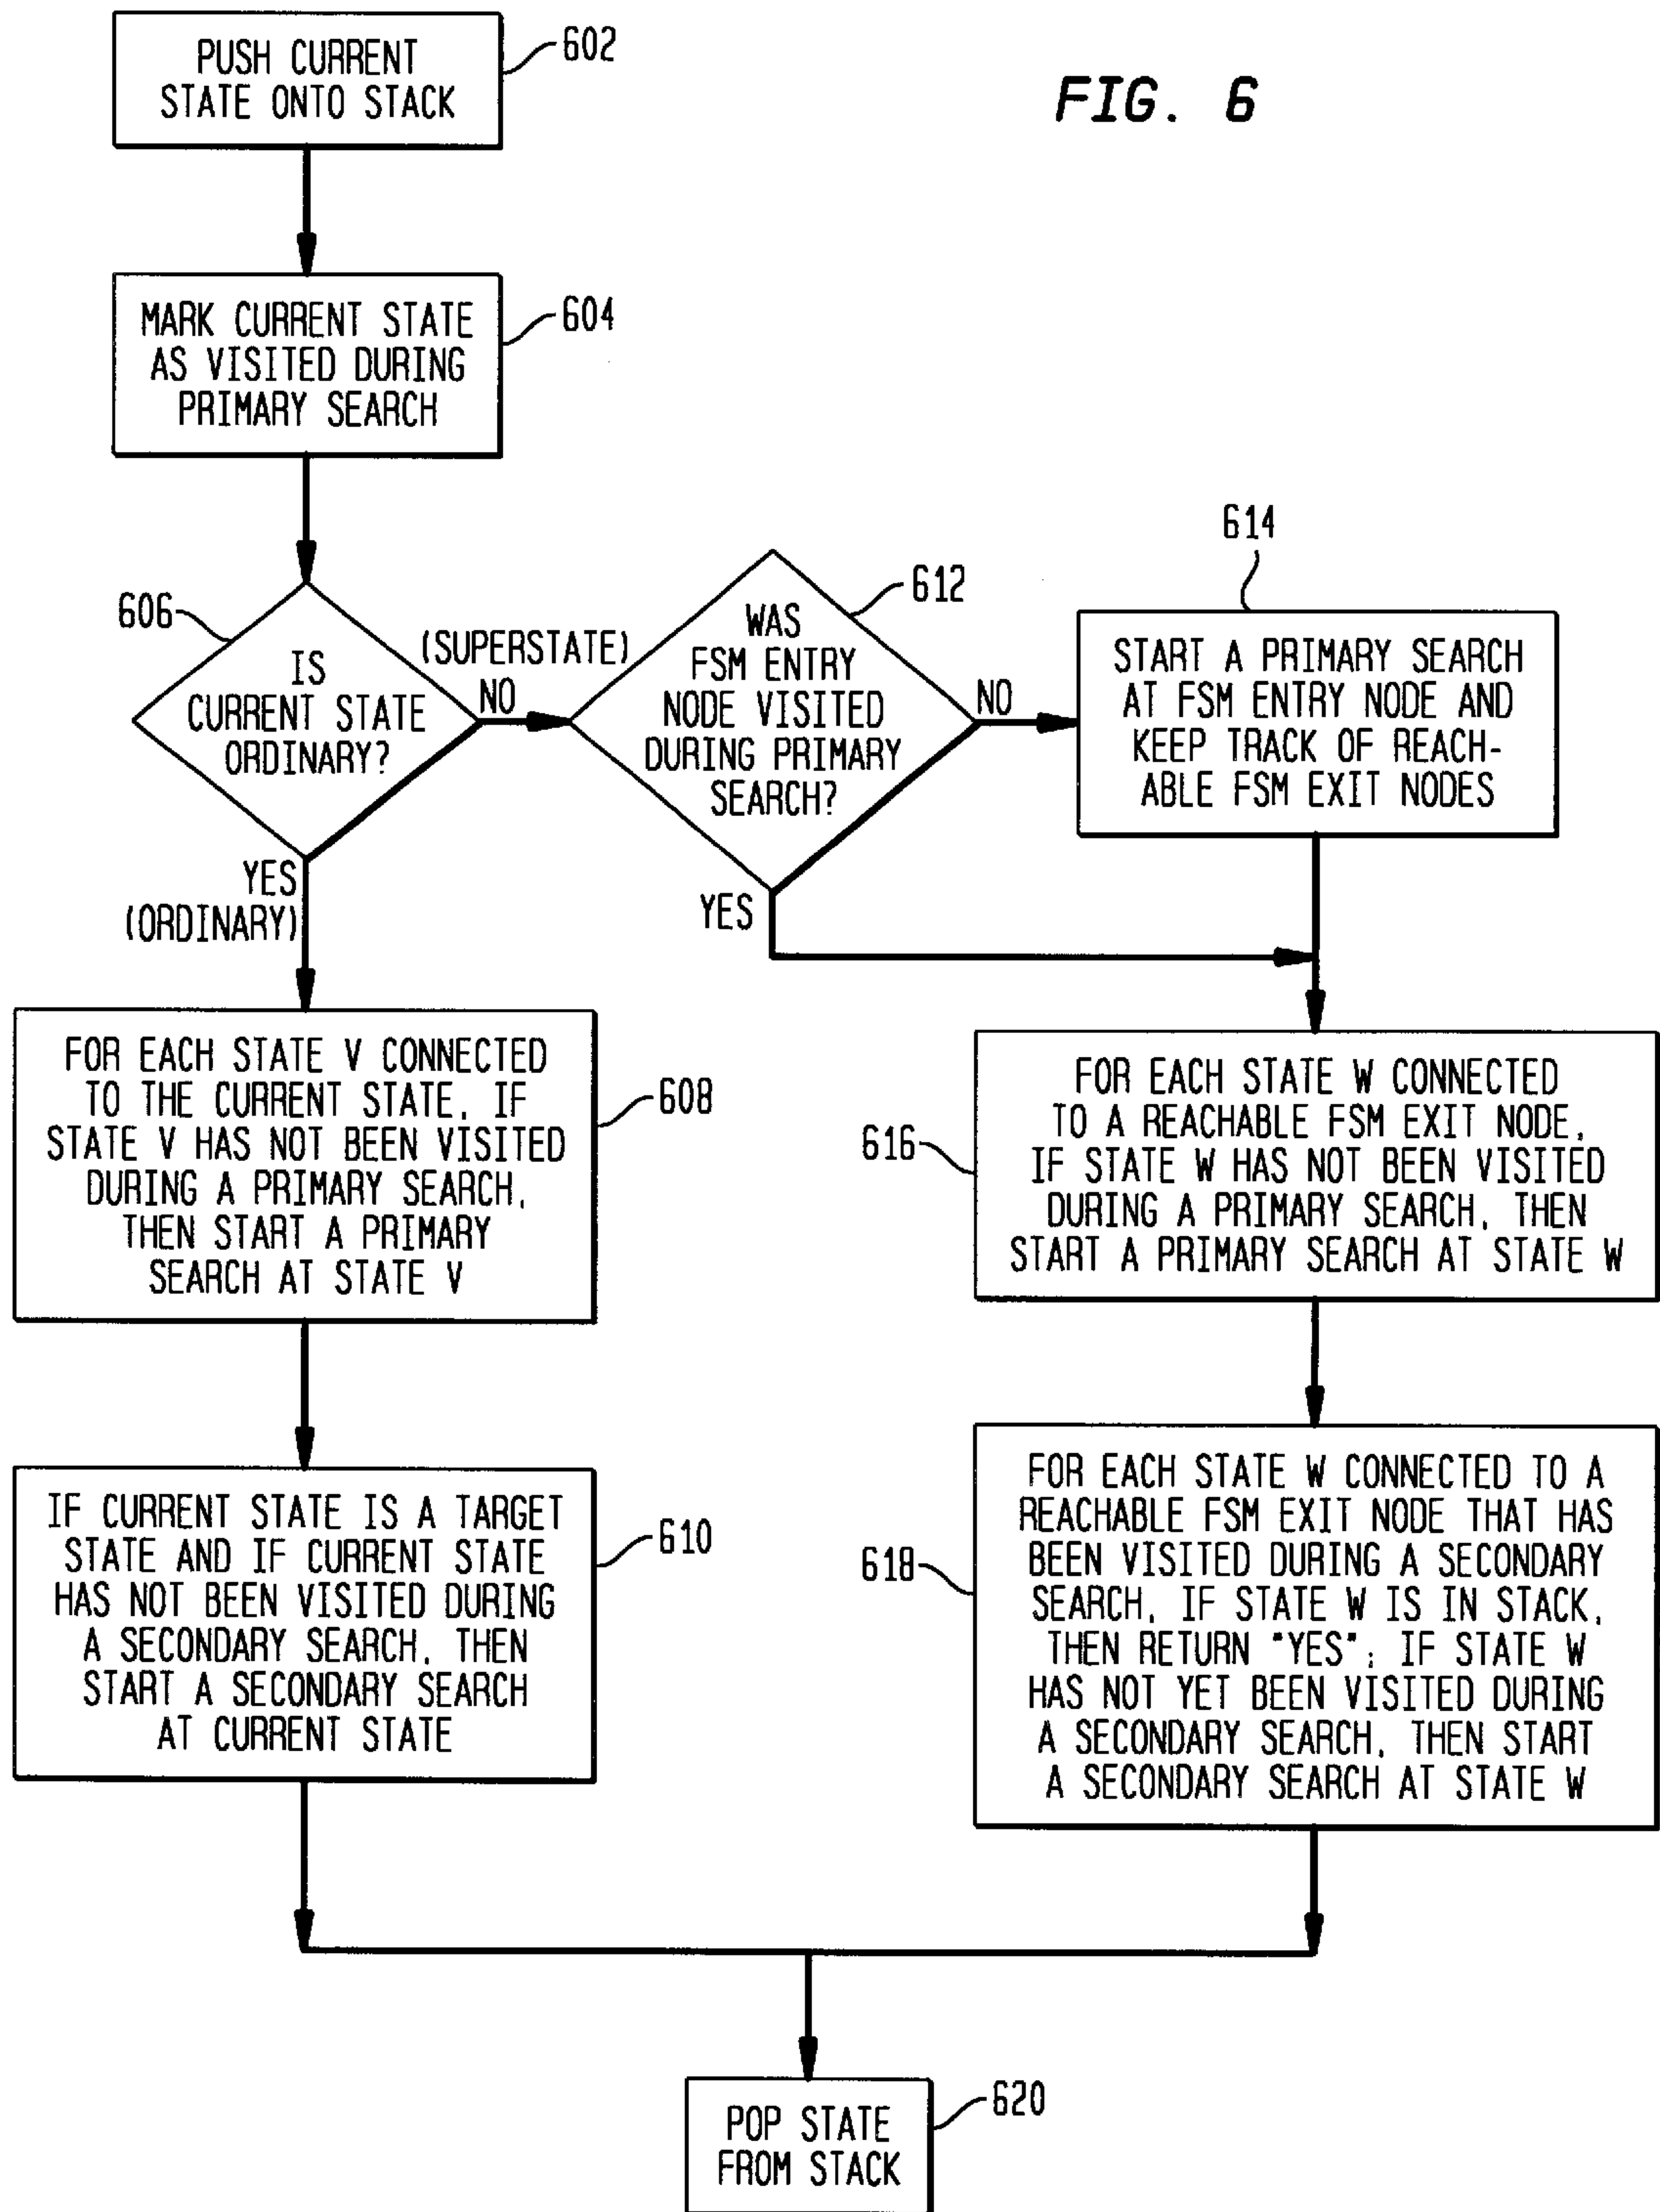 FIG. 6
PUSH CURRENT
STATE ONTO STACK
602
MARK CURRENT STATE
AS VISITED DURING
PRIMARY SEARCH
604
606
IS
CURRENT STATE
ORDINARY?
(SUPERSTATE)
NO
YES
(ORDINARY)
612
WAS
FSM ENTRY
NODE VISITED
DURING PRIMARY
SEARCH?
NO
YES
614
START A PRIMARY SEARCH
AT FSM ENTRY NODE AND
KEEP TRACK OF REACH-
ABLE FSM EXIT NODES
FOR EACH STATE V CONNECTED
TO THE CURRENT STATE, IF
STATE V HAS NOT BEEN VISITED
DURING A PRIMARY SEARCH,
THEN START A PRIMARY
SEARCH AT STATE V
608
616
FOR EACH STATE W CONNECTED
TO A REACHABLE FSM EXIT NODE,
IF STATE W HAS NOT BEEN VISITED
DURING A PRIMARY SEARCH, THEN
START A PRIMARY SEARCH AT STATE W
IF CURRENT STATE IS A TARGET
STATE AND IF CURRENT STATE
HAS NOT BEEN VISITED DURING
A SECONDARY SEARCH, THEN
START A SECONDARY SEARCH
AT CURRENT STATE
610
618
FOR EACH STATE W CONNECTED TO A
REACHABLE FSM EXIT NODE THAT HAS
BEEN VISITED DURING A SECONDARY
SEARCH, IF STATE W IS IN STACK,
THEN RETURN "YES"; IF STATE W
HAS NOT YET BEEN VISITED DURING
A SECONDARY SEARCH, THEN START
A SECONDARY SEARCH AT STATE W
POP STATE
FROM STACK
620